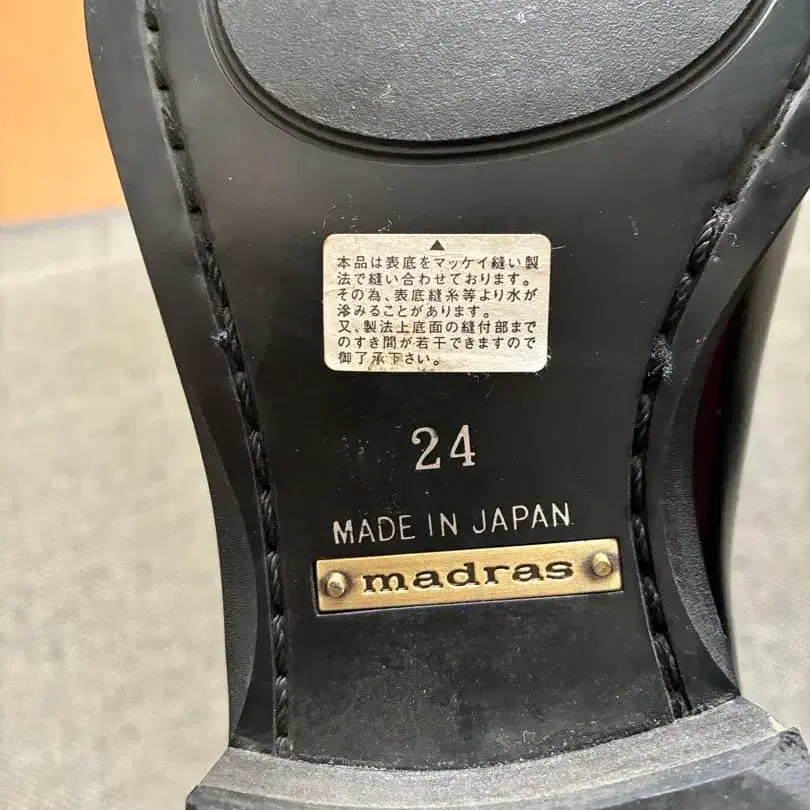 ▲
本品は表底をマッケイ縫い製
法で縫い合わせております。
その為、表底縫糸等より水が
滲みることがあります。
又、製法上底面の縫付部まで
のすき間が若干できますので
御了承下さい。
24
MADE IN JAPAN
madras